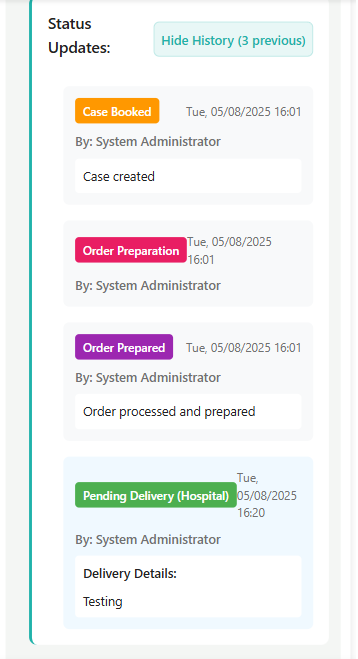 Status
Updates:
Hide History (3 previous)
Case Booked
Tue, 05/08/2025 16:01
By: System Administrator
Case created
Order Preparation
Tue, 05/08/2025
16:01
By: System Administrator
Order Prepared
Tue, 05/08/2025 16:01
By: System Administrator
Order processed and prepared
Pending Delivery (Hospital)
Tue,
05/08/2025
16:20
By: System Administrator
Delivery Details:
Testing